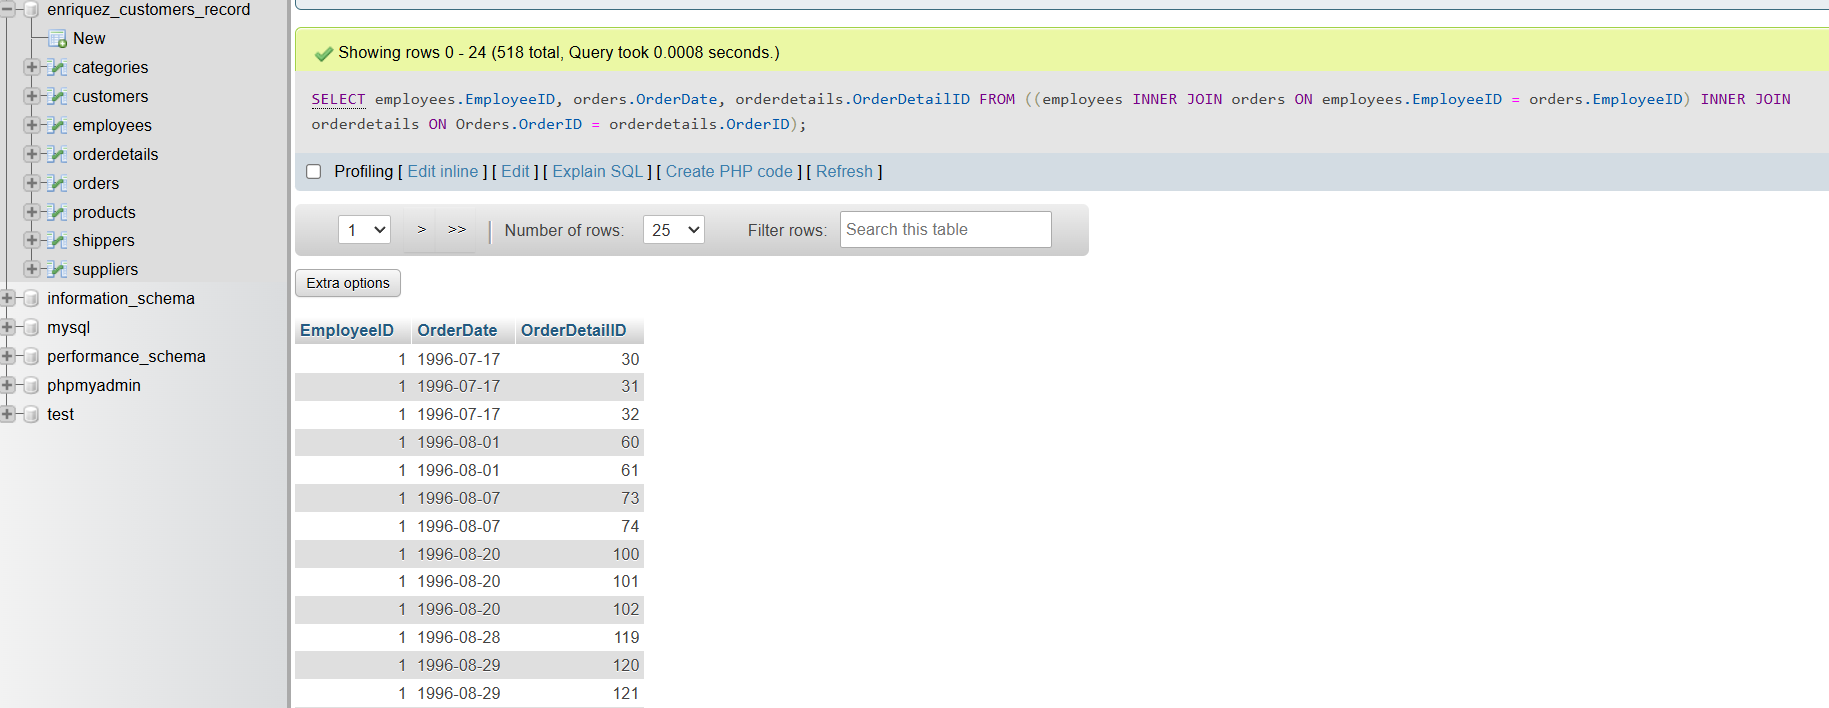 enriquez_customers_record
New
categories
customers
employees
orderdetails
orders
products
shippers
suppliers
information_schema
mysql
performance_schema
phpmyadmin
test
Showing rows 0 - 24 (518 total, Query took 0.0008 seconds.)
SELECT employees.EmployeeID, orders.OrderDate, orderdetails.OrderDetailID FROM ((employees INNER JOIN orders ON employees.EmployeeID = orders.EmployeeID) INNER JOIN
orderdetails ON Orders.OrderID = orderdetails.OrderID);
Profiling [ Edit inline ] [ Edit ] [ Explain SQL ] [ Create PHP code ] [ Refresh ]
1 > >> | Number of rows: 25 Filter rows: Search this table
Extra options
EmployeeID OrderDate OrderDetailID
1 1996-07-17 30
1 1996-07-17 31
1 1996-07-17 32
1 1996-08-01 60
1 1996-08-01 61
1 1996-08-07 73
1 1996-08-07 74
1 1996-08-20 100
1 1996-08-20 101
1 1996-08-20 102
1 1996-08-28 119
1 1996-08-29 120
1 1996-08-29 121